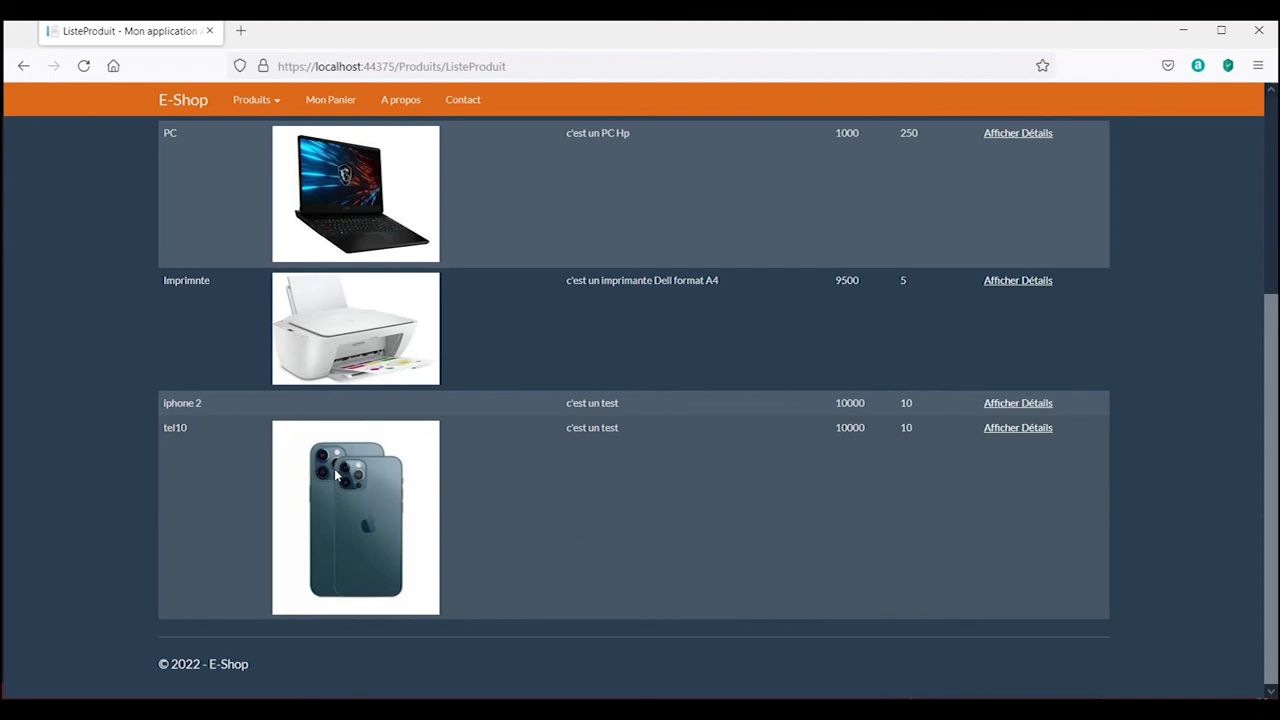 ListeProduit - Mon application
https://localhost:44375/Produits/ListeProduit
E-Shop Produits Mon Panier A propos Contact
PC c'est un PC Hp 1000 250 Afficher Détails
Imprimnte c'est un imprimante Dell format A4 9500 5 Afficher Détails
iphone 2 c'est un test 10000 10 Afficher Détails
tel10 c'est un test 10000 10 Afficher Détails
© 2022 - E-Shop